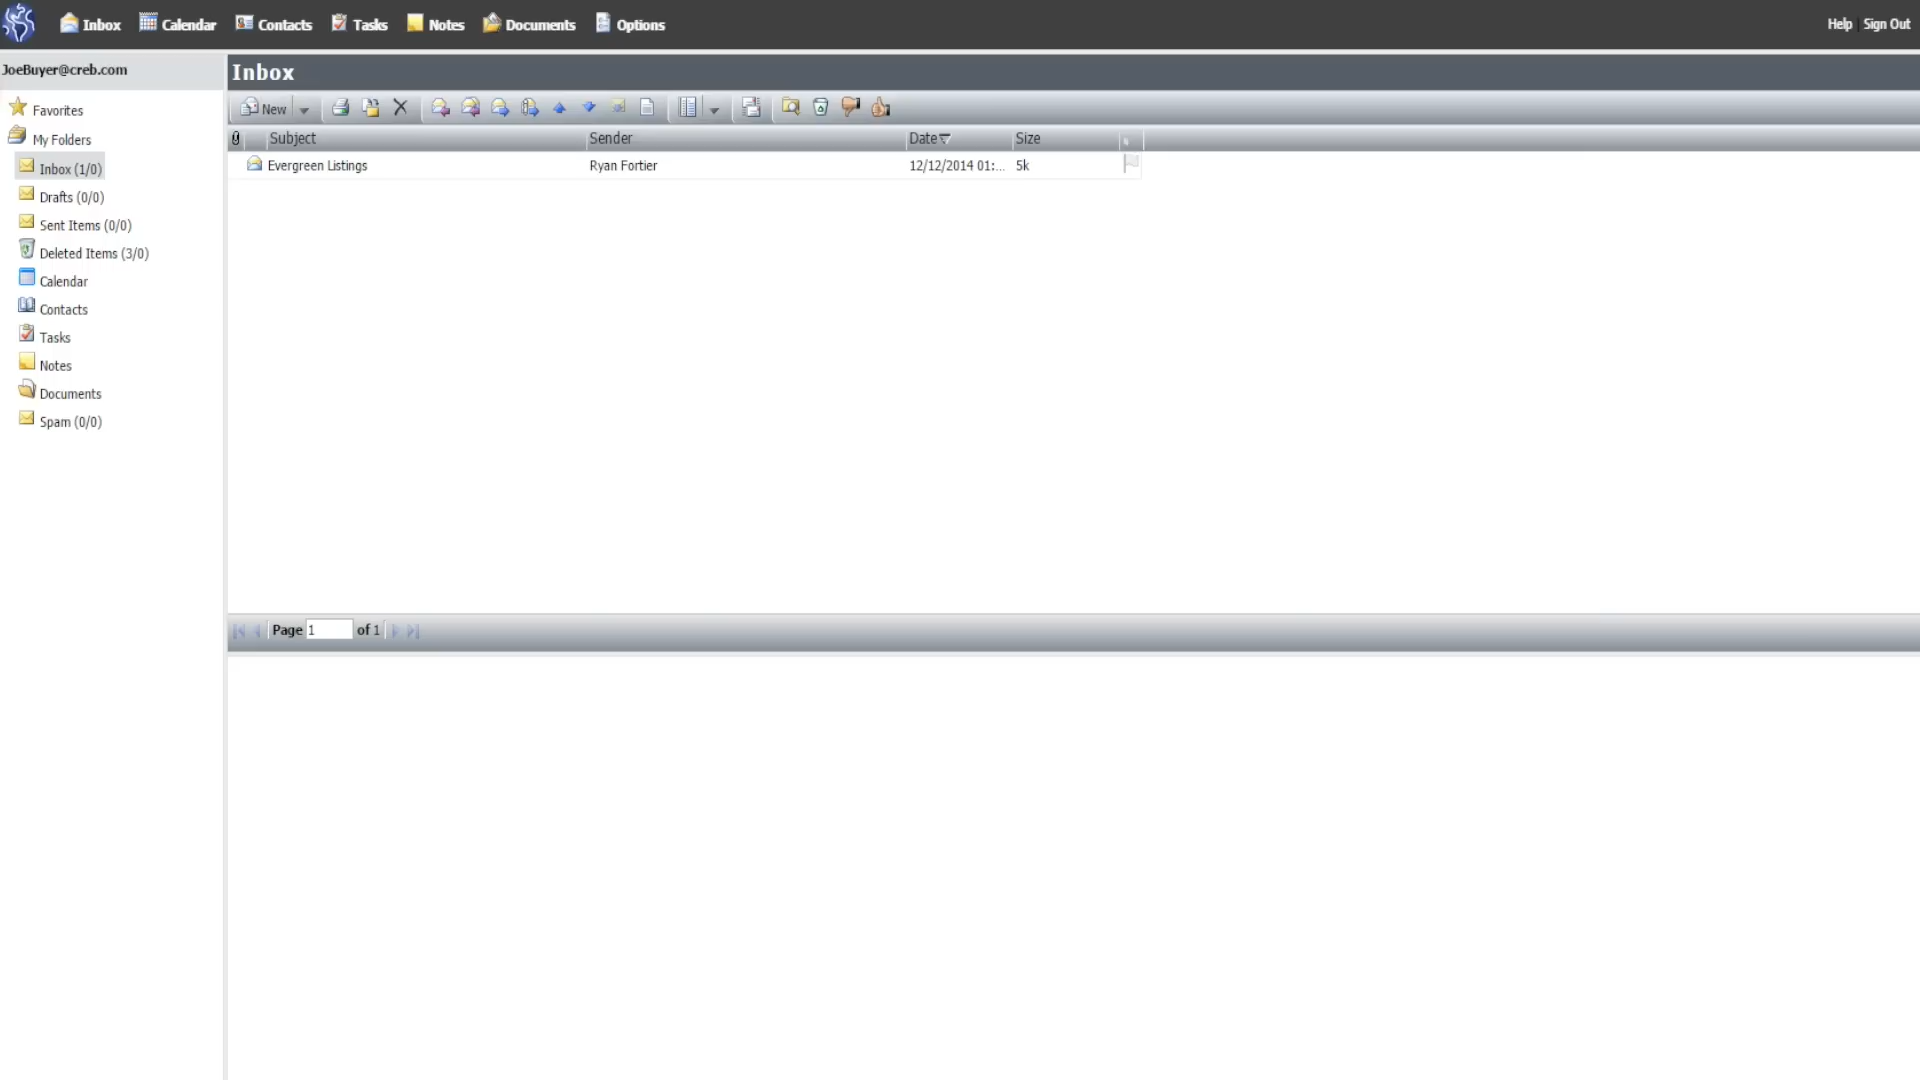 Inbox Calendar Contacts Tasks Notes Documents Options Help Sign Out
JoeBuyer@creb.com
Inbox
Favorites
My Folders
Inbox (1/0)
Drafts (0/0)
Sent Items (0/0)
Deleted Items (3/0)
Calendar
Contacts
Tasks
Notes
Documents
Spam (0/0)
New
Subject Sender Date Size
Evergreen Listings Ryan Fortier 12/12/2014 01:... 5k
Page 1 of 1